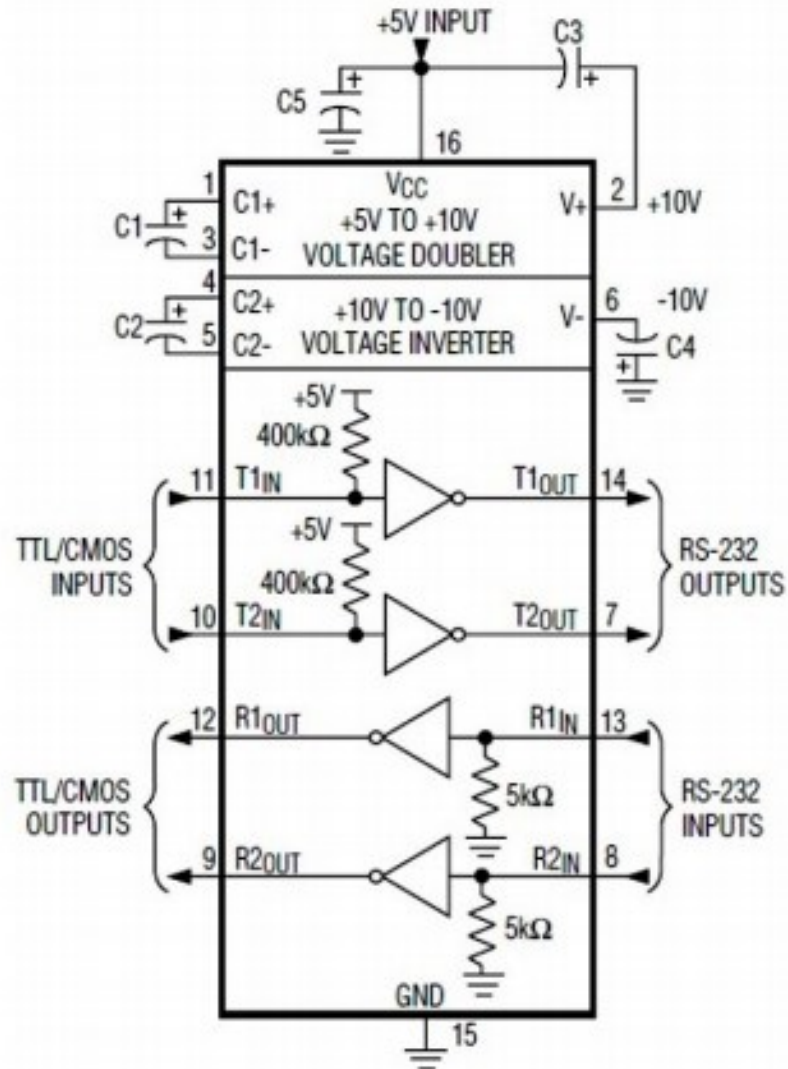 +5V INPUT
C3
+
C5
+
16
VCC
1
C1+
+5V TO +10V
V+
2
+10V
C1
+
3
C1-
VOLTAGE DOUBLER
4
C2+
+10V TO -10V
V-
6
-10V
C2
+
5
C2-
VOLTAGE INVERTER
+
C4
+5V
400kΩ
11
T1IN
T1OUT
14
+5V
TTL/CMOS
INPUTS
RS-232
OUTPUTS
400kΩ
10
T2IN
T2OUT
7
12
R1OUT
R1IN
13
TTL/CMOS
OUTPUTS
5kΩ
RS-232
INPUTS
9
R2OUT
R2IN
8
5kΩ
GND
15